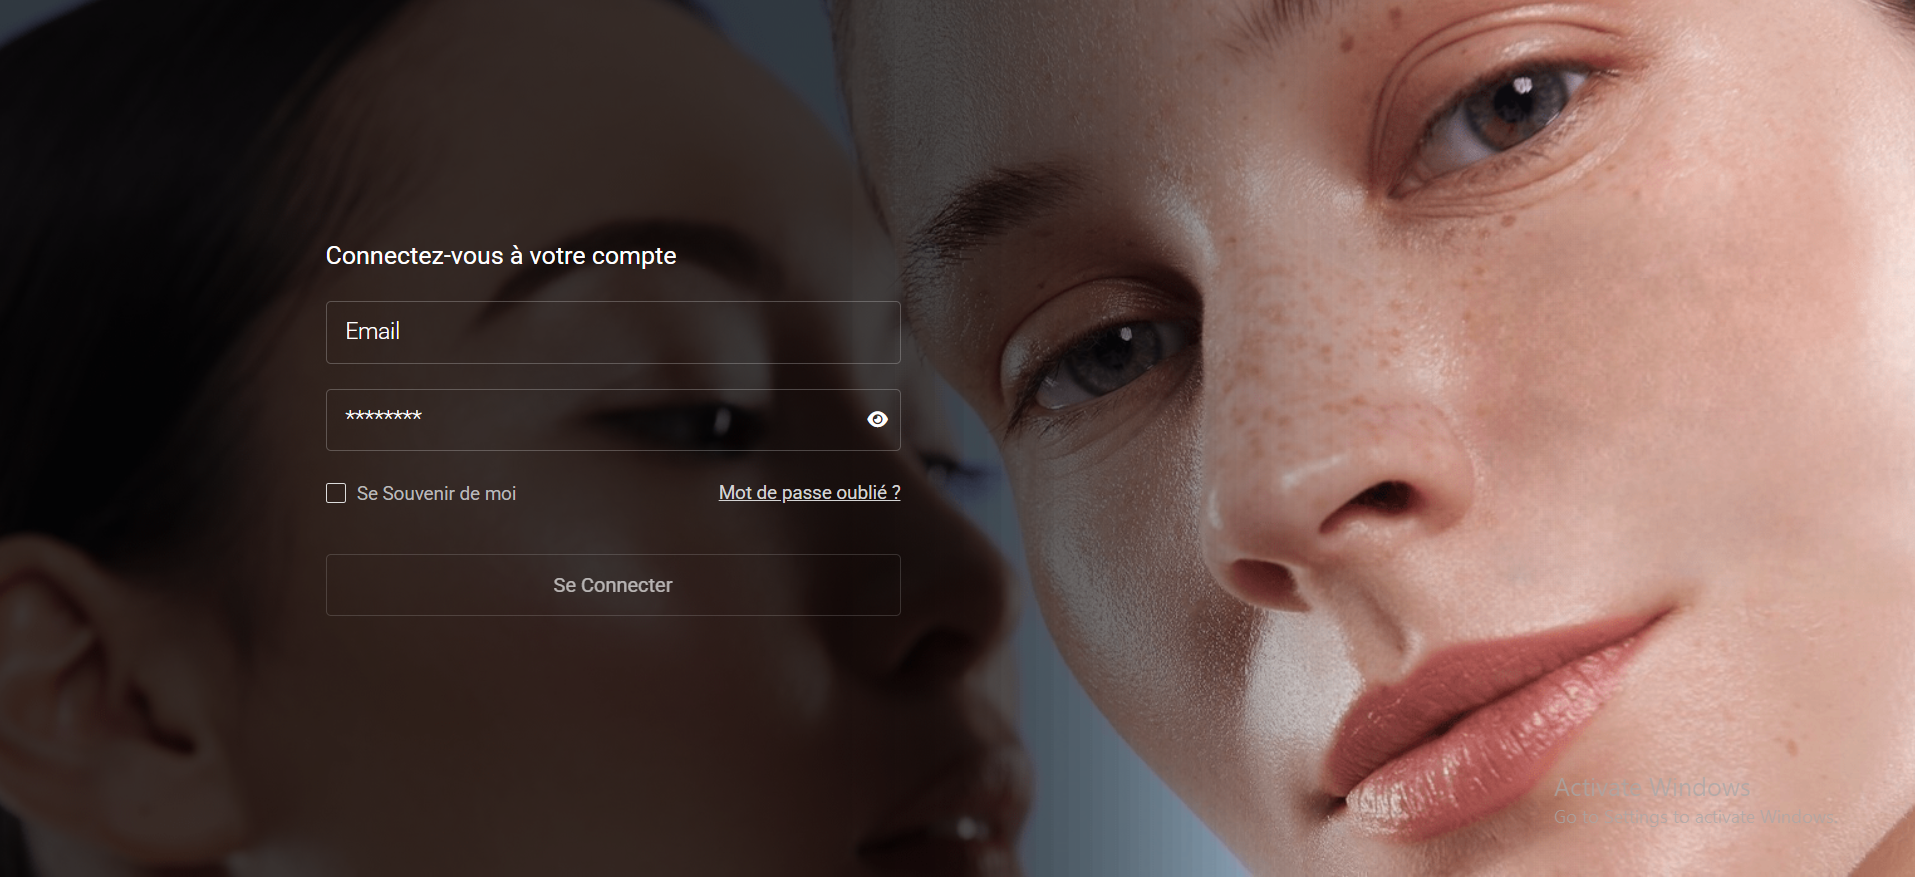 Connectez-vous à votre compte
Email
********
Se Souvenir de moi
Mot de passe oublié ?
Se Connecter
Activate Windows
Go to Settings to activate Windows.